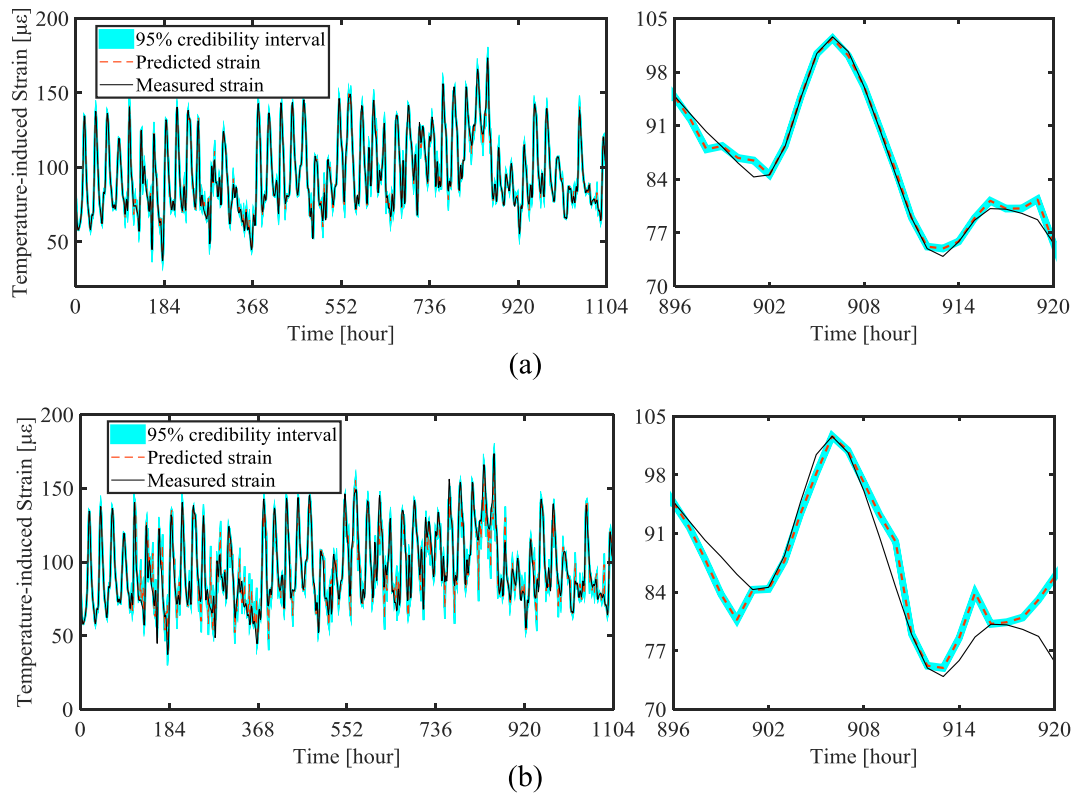 200
150
100
50
Temperature-induced Strain [με]
95% credibility interval
Predicted strain
Measured strain
0 184 368 552 736 920 1104
Time [hour]
105
98
91
84
77
70
896 902 908 914 920
Time [hour]
(a)
200
150
100
50
0
Temperature-induced Strain [με]
95% credibility interval
Predicted strain
Measured strain
0 184 368 552 736 920 1104
Time [hour]
105
98
91
84
77
70
896 902 908 914 920
Time [hour]
(b)